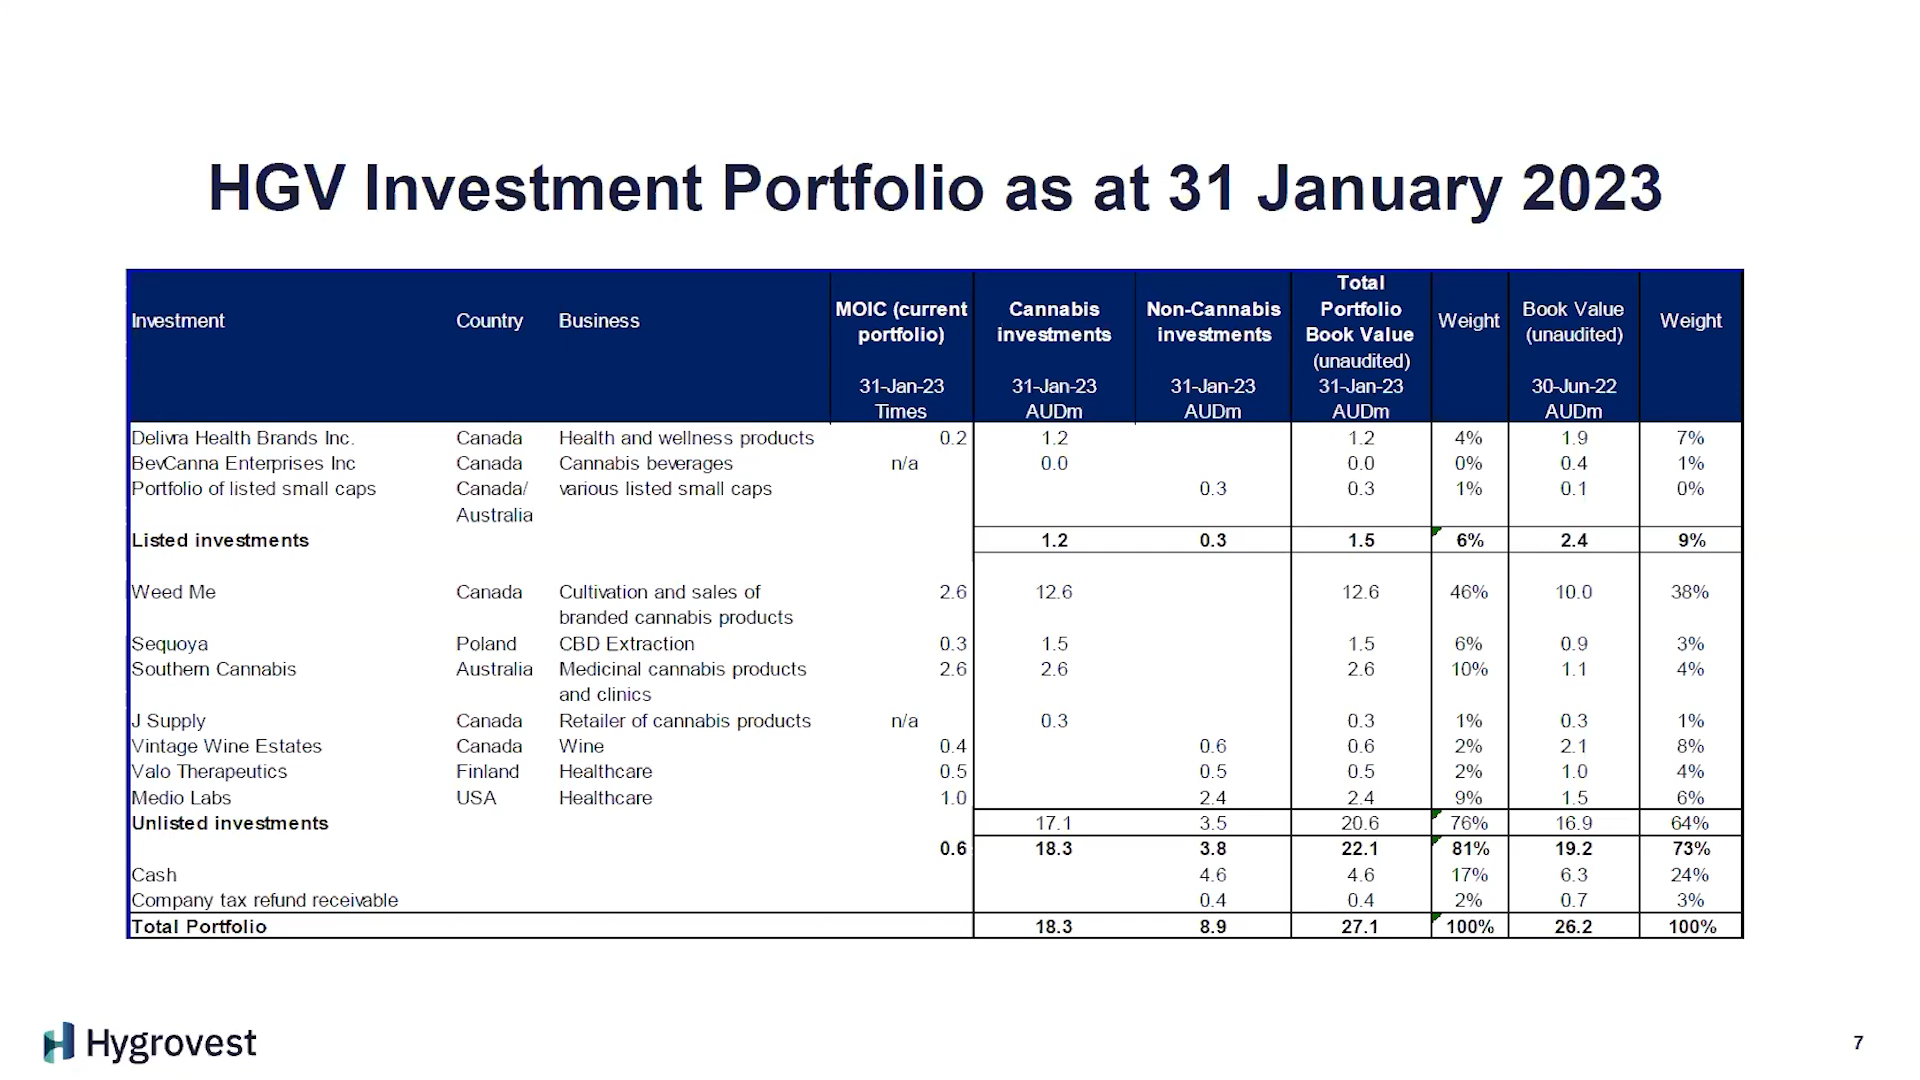 HGV Investment Portfolio as at 31 January 2023
Investment Country Business MOIC (current portfolio) 31-Jan-23 Times Cannabis investments 31-Jan-23 AUDm Non-Cannabis investments 31-Jan-23 AUDm Total Portfolio Book Value (unaudited) 31-Jan-23 AUDm Weight Book Value (unaudited) 30-Jun-22 AUDm Weight
Delivra Health Brands Inc. Canada Health and wellness products 0.2 1.2 1.2 4% 1.9 7%
BevCanna Enterprises Inc Canada Cannabis beverages n/a 0.0 0.0 0% 0.4 1%
Portfolio of listed small caps Canada/ various listed small caps 0.3 0.3 1% 0.1 0%
Australia
Listed investments 1.2 0.3 1.5 6% 2.4 9%
Weed Me Canada Cultivation and sales of 2.6 12.6 12.6 46% 10.0 38%
branded cannabis products
Sequoya Poland CBD Extraction 0.3 1.5 1.5 6% 0.9 3%
Southern Cannabis Australia Medicinal cannabis products 2.6 2.6 2.6 10% 1.1 4%
and clinics
J Supply Canada Retailer of cannabis products n/a 0.3 0.3 1% 0.3 1%
Vintage Wine Estates Canada Wine 0.4 0.6 0.6 2% 2.1 8%
Valo Therapeutics Finland Healthcare 0.5 0.5 0.5 2% 1.0 4%
Medio Labs USA Healthcare 1.0 2.4 2.4 9% 1.5 6%
Unlisted investments 17.1 3.5 20.6 76% 16.9 64%
0.6 18.3 3.8 22.1 81% 19.2 73%
Cash 4.6 4.6 17% 6.3 24%
Company tax refund receivable 0.4 0.4 2% 0.7 3%
Total Portfolio 18.3 8.9 27.1 100% 26.2 100%
Hygrovest
7